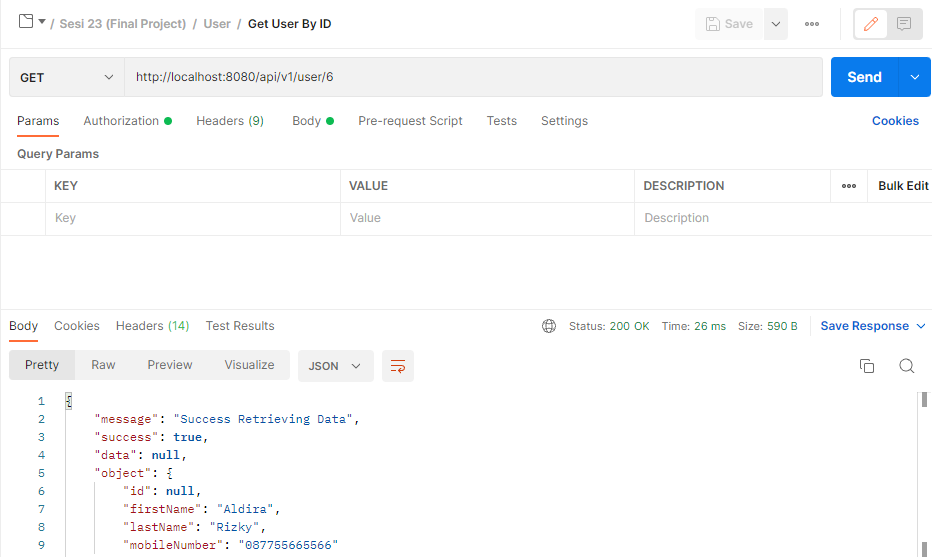 / Sesi 23 (Final Project) / User / Get User By ID Save
GET http://localhost:8080/api/v1/user/6 Send
Params Authorization Headers (9) Body Pre-request Script Tests Settings Cookies
Query Params
KEY VALUE DESCRIPTION Bulk Edit
Key Value Description
Body Cookies Headers (14) Test Results Status: 200 OK Time: 26 ms Size: 590 B Save Response
Pretty Raw Preview Visualize JSON
1 {
2 "message": "Success Retrieving Data",
3 "success": true,
4 "data": null,
5 "object": {
6 "id": null,
7 "firstName": "Aldira",
8 "lastName": "Rizky",
9 "mobileNumber": "087755665566"